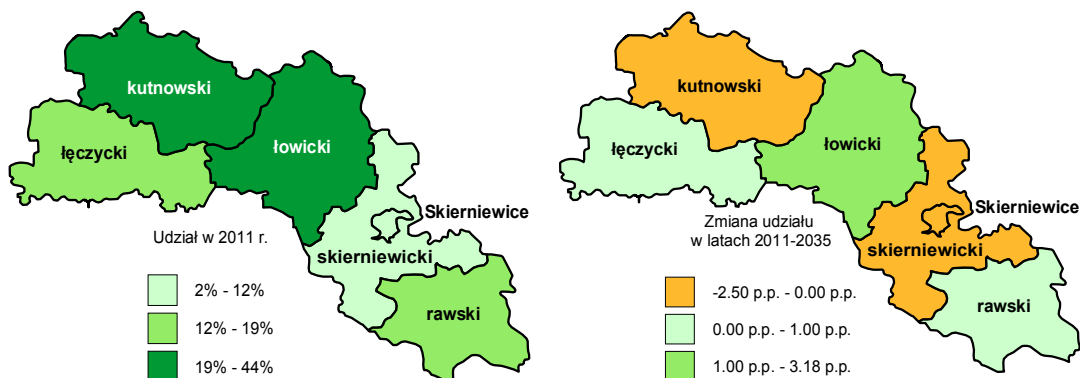 kutnowski
łęczycki
łowicki
Skierniewice
Udział w 2011 r.
skierniewicki
2% - 12%
rawski
12% - 19%
19% - 44%
kutnowski
łęczycki
łowicki
Skierniewice
Zmiana udziału
w latach 2011-2035
skierniewicki
-2.50 p.p. - 0.00 p.p.
rawski
0.00 p.p. - 1.00 p.p.
1.00 p.p. - 3.18 p.p.